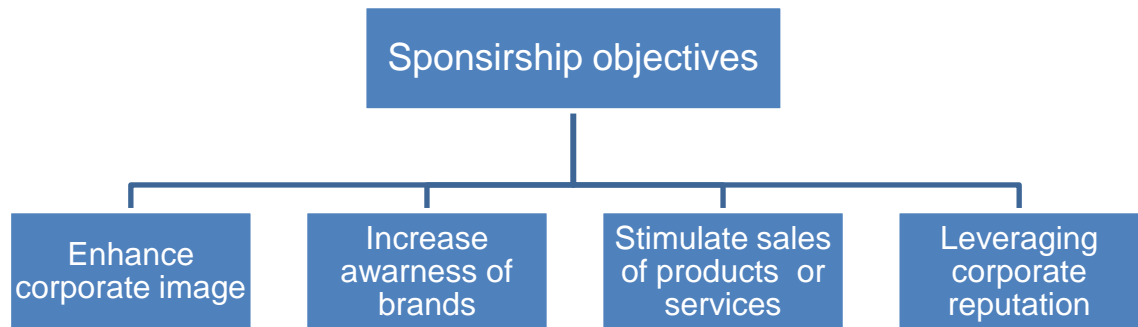 Sponsirship objectives
Enhance
corporate image
Increase
awarness of
brands
Stimulate sales
of products or
services
Leveraging
corporate
reputation